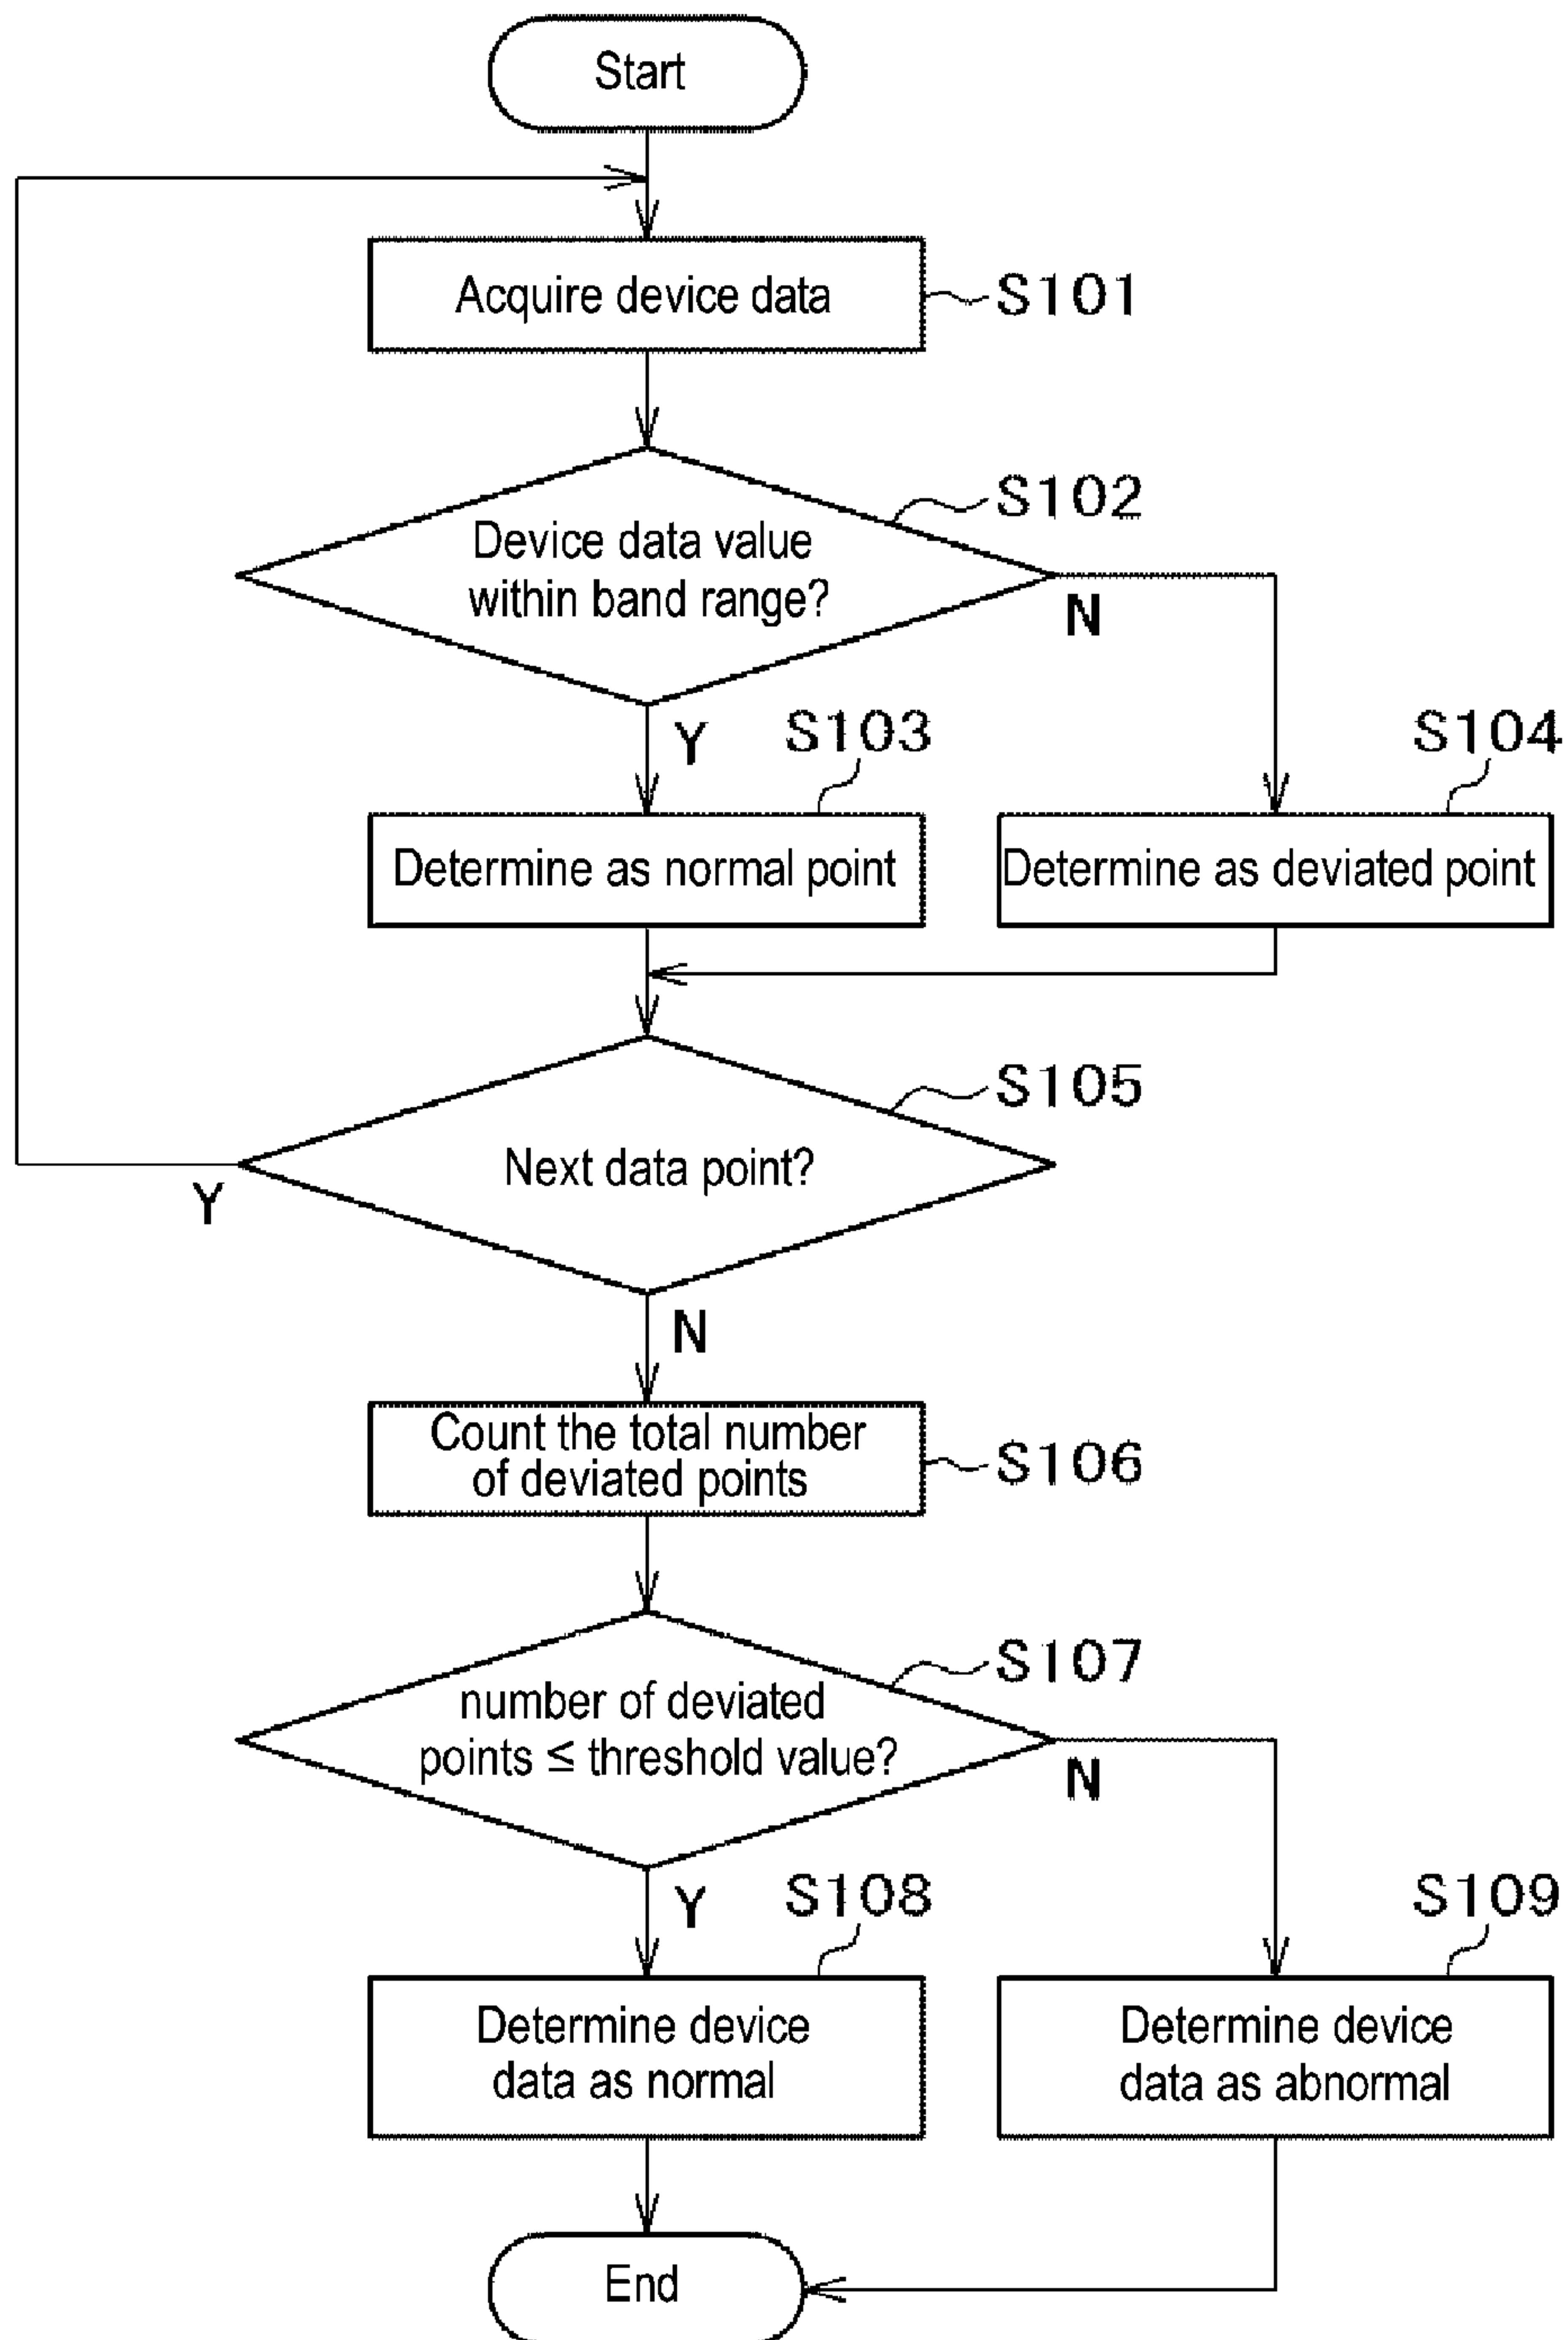 Start
Acquire device data
S101
S102
Device data value
within band range?
N
Y
S103
S104
Determine as normal point
Determine as deviated point
S105
Next data point?
Y
N
Count the total number
of deviated points
S106
S107
number of deviated
points ≤ threshold value?
N
Y
S108
S109
Determine device
data as normal
Determine device
data as abnormal
End